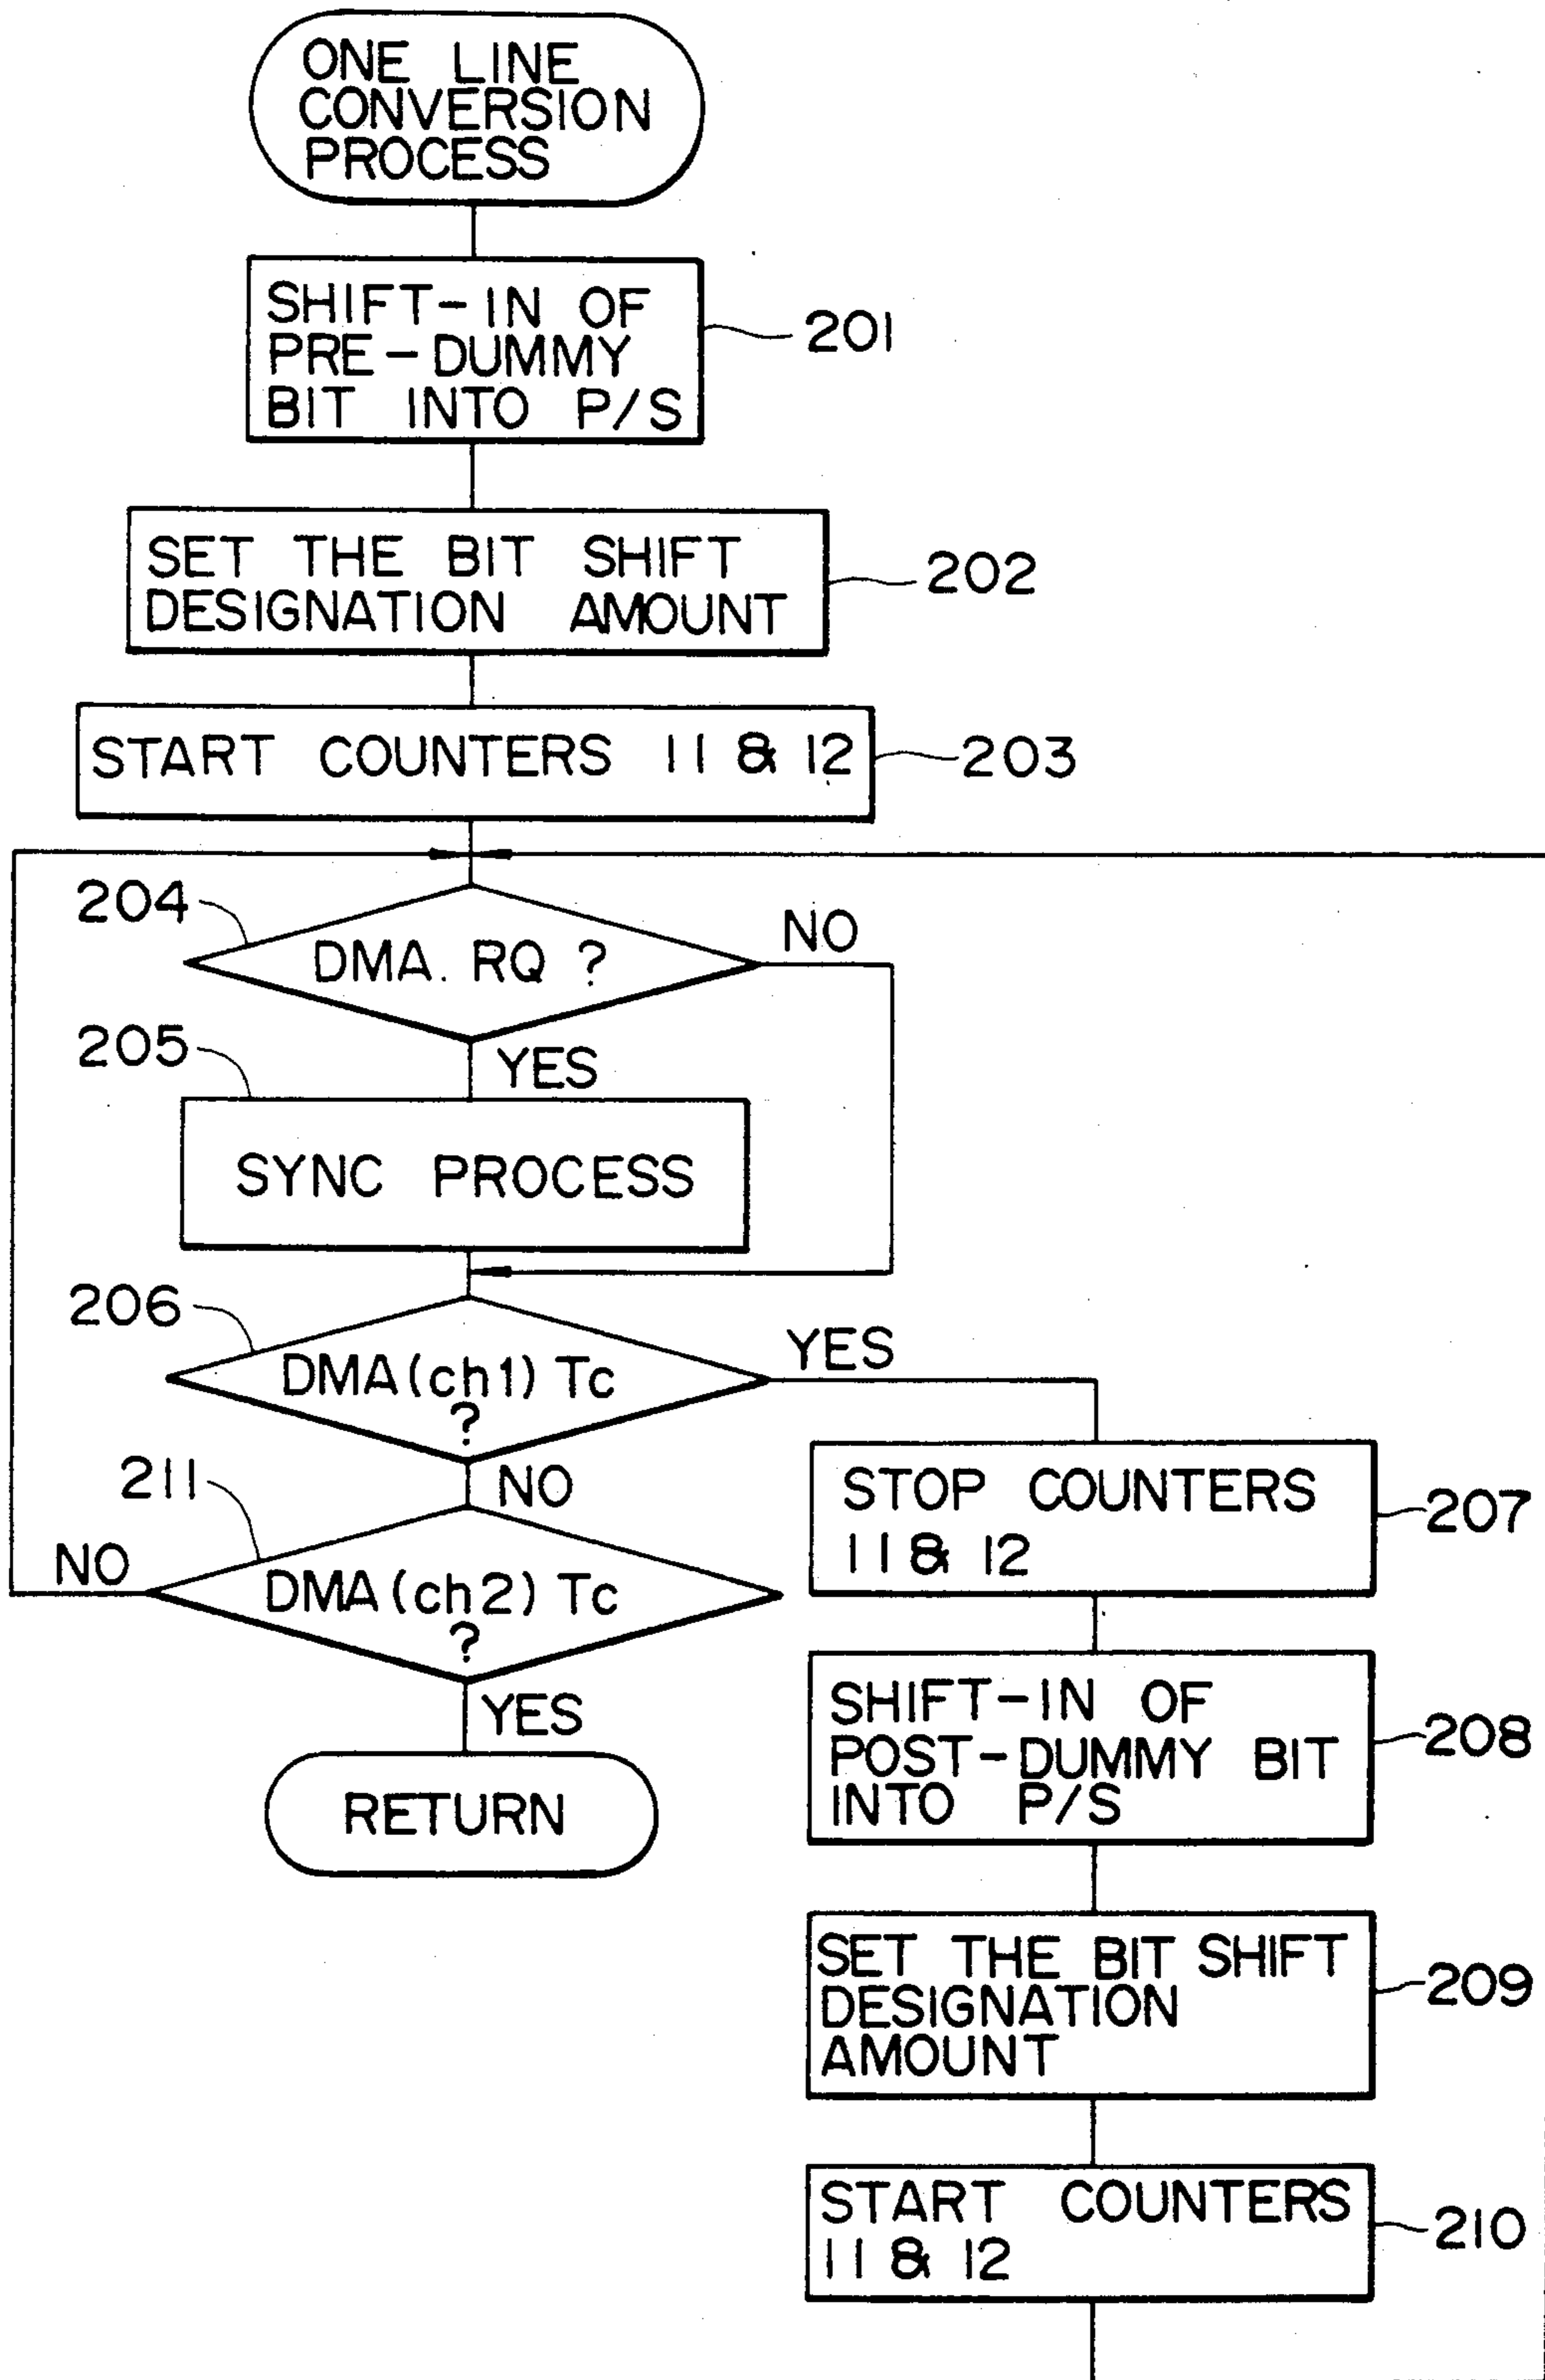 ONE LINE
CONVERSION
PROCESS
SHIFT-IN OF
PRE-DUMMY
BIT INTO P/S
201
SET THE BIT SHIFT
DESIGNATION AMOUNT
202
START COUNTERS 11 & 12
203
204
DMA. RQ ?
NO
YES
205
SYNC PROCESS
206
DMA(ch1) Tc
?
YES
NO
211
DMA(ch2) Tc
?
NO
YES
RETURN
STOP COUNTERS
11 & 12
207
SHIFT-IN OF
POST-DUMMY BIT
INTO P/S
208
SET THE BIT SHIFT
DESIGNATION
AMOUNT
209
START COUNTERS
11 & 12
210